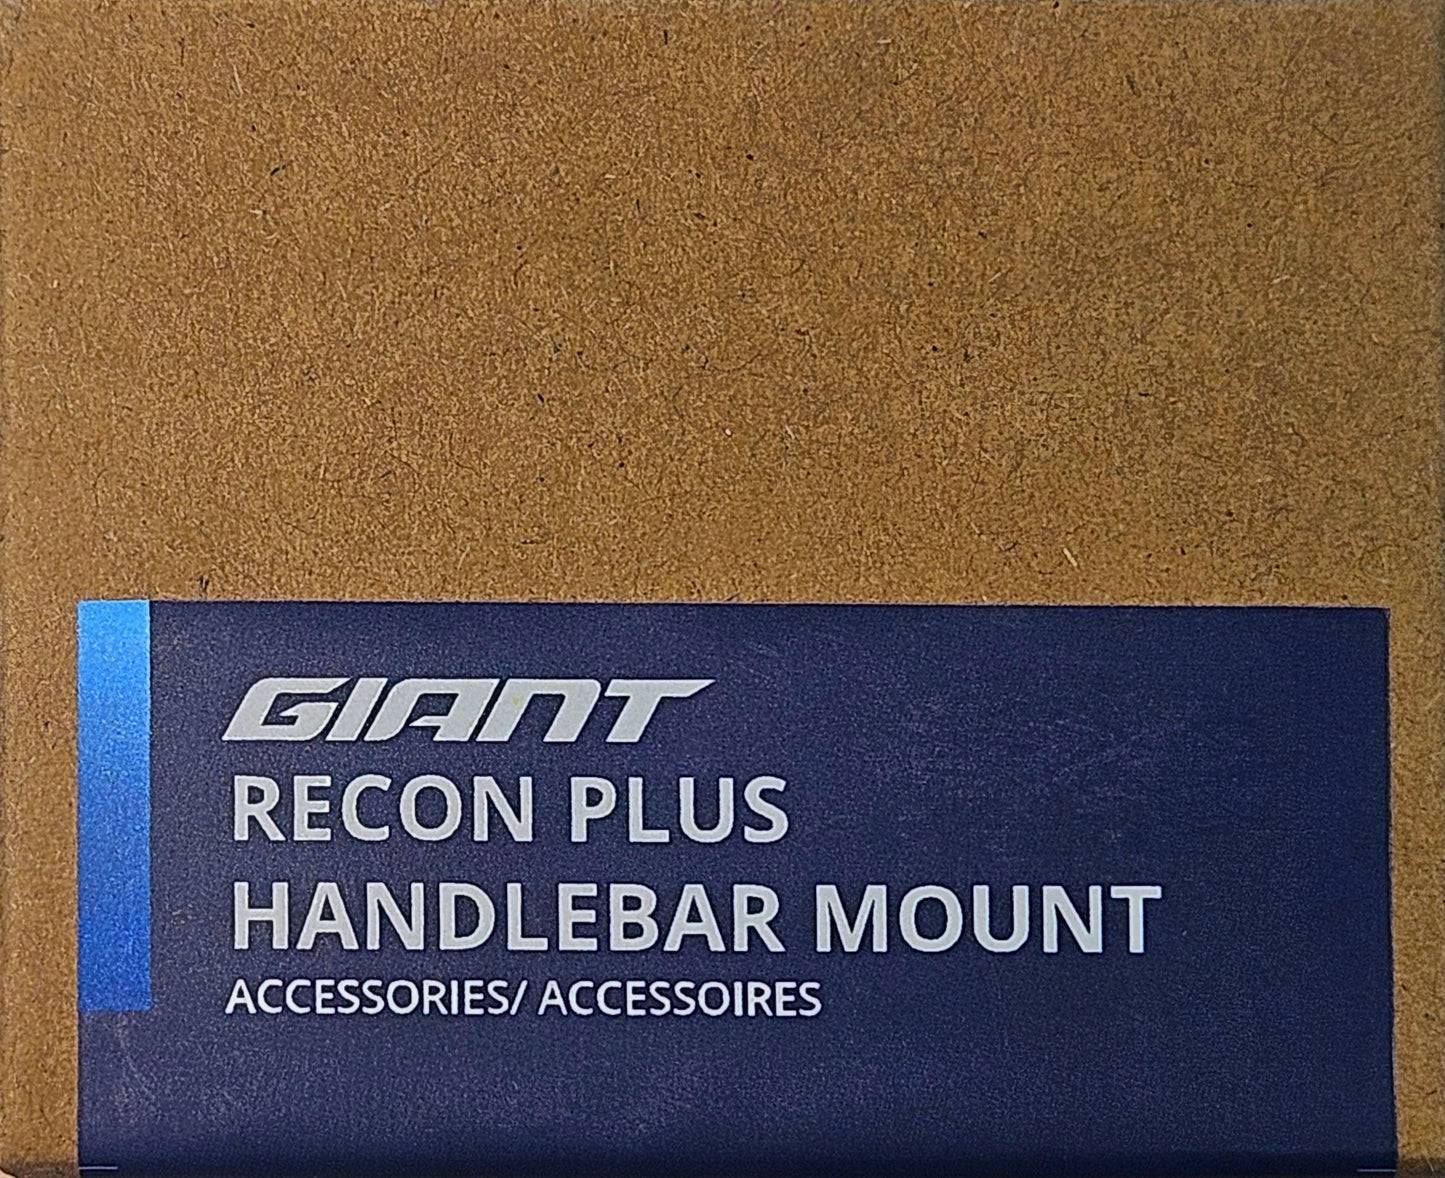 GIANT
RECON PLUS
HANDLEBAR MOUNT
ACCESSORIES/ ACCESSOIRES